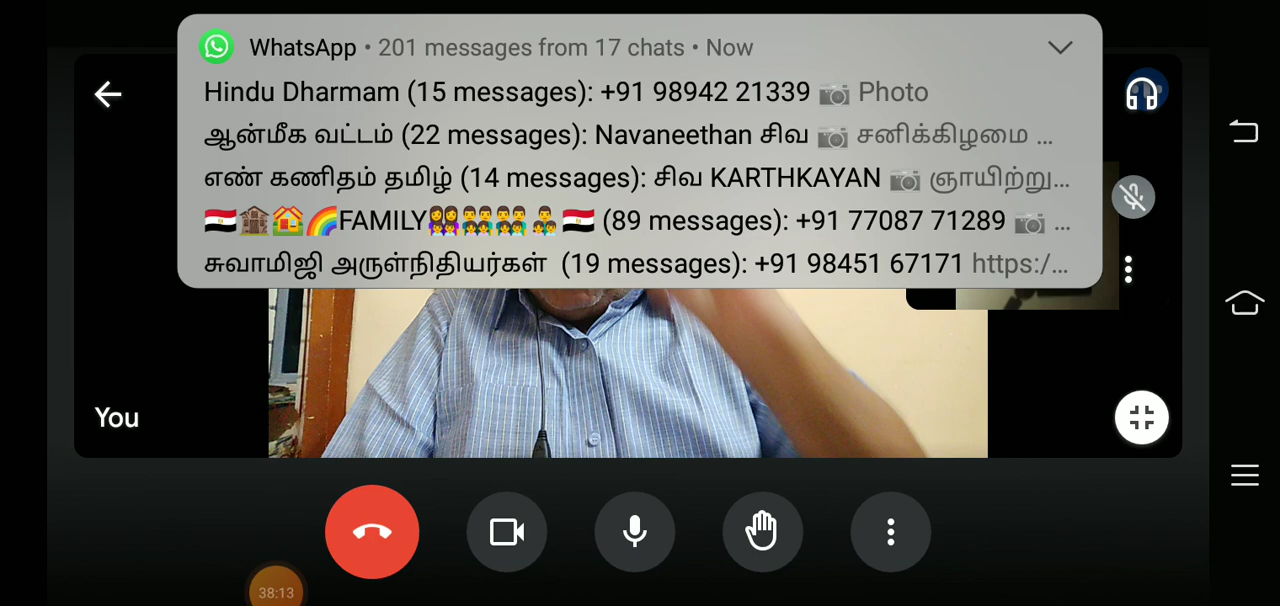 WhatsApp • 201 messages from 17 chats • Now
Hindu Dharmam (15 messages): +91 98942 21339 📷 Photo
ஆன்மீக வட்டம் (22 messages): Navaneethan சிவ 📷 சனிக்கிழமை ...
எண் கணிதம் தமிழ் (14 messages): சிவ KARTHKAYAN 📷 ஞாயிற்று...
🇪🇬🏚🏠🌈FAMILY👩‍👩‍👧‍👧👨‍👨‍👧‍👦👨‍👨‍👦‍👦👨‍👦‍👦🇪🇬 (89 messages): +91 77087 71289 📷 ...
சுவாமிஜி அருள்நிதியர்கள் (19 messages): +91 98451 67171 https:/...
You
38:13